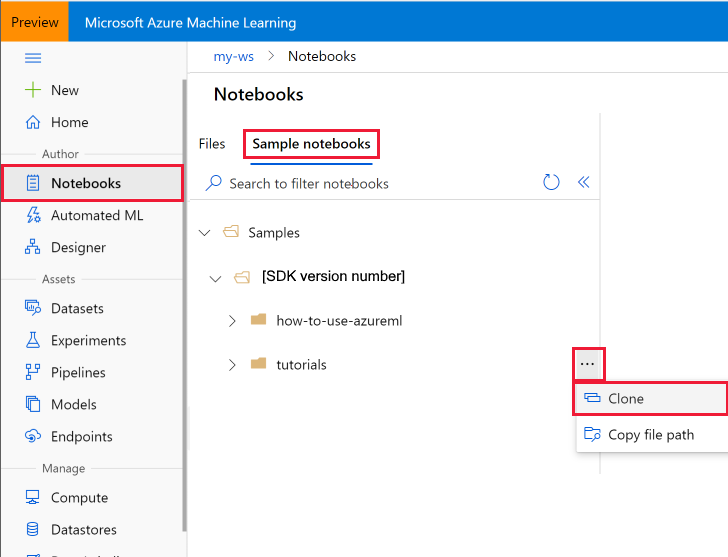 Preview
Microsoft Azure Machine Learning
my-ws > Notebooks
New
Home
Author
Notebooks
Automated ML
Designer
Assets
Datasets
Experiments
Pipelines
Models
Endpoints
Manage
Compute
Datastores
Notebooks
Files
Sample notebooks
Search to filter notebooks
Samples
[SDK version number]
how-to-use-azureml
tutorials
...
Clone
Copy file path